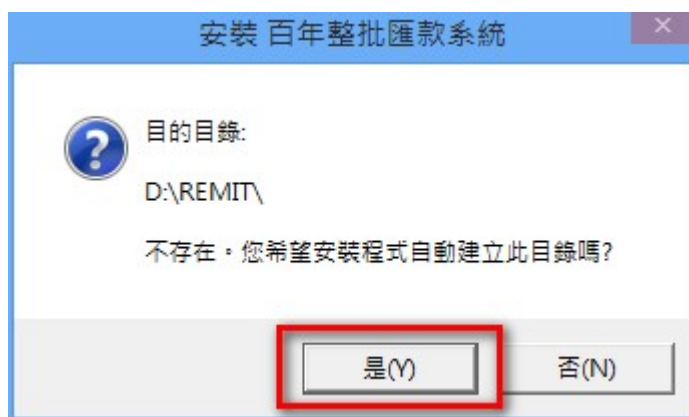 安裝 百年整批匯款系統
目的目錄:
D:\REMIT\
不存在。您希望安裝程式自動建立此目錄嗎?
是(Y)
否(N)